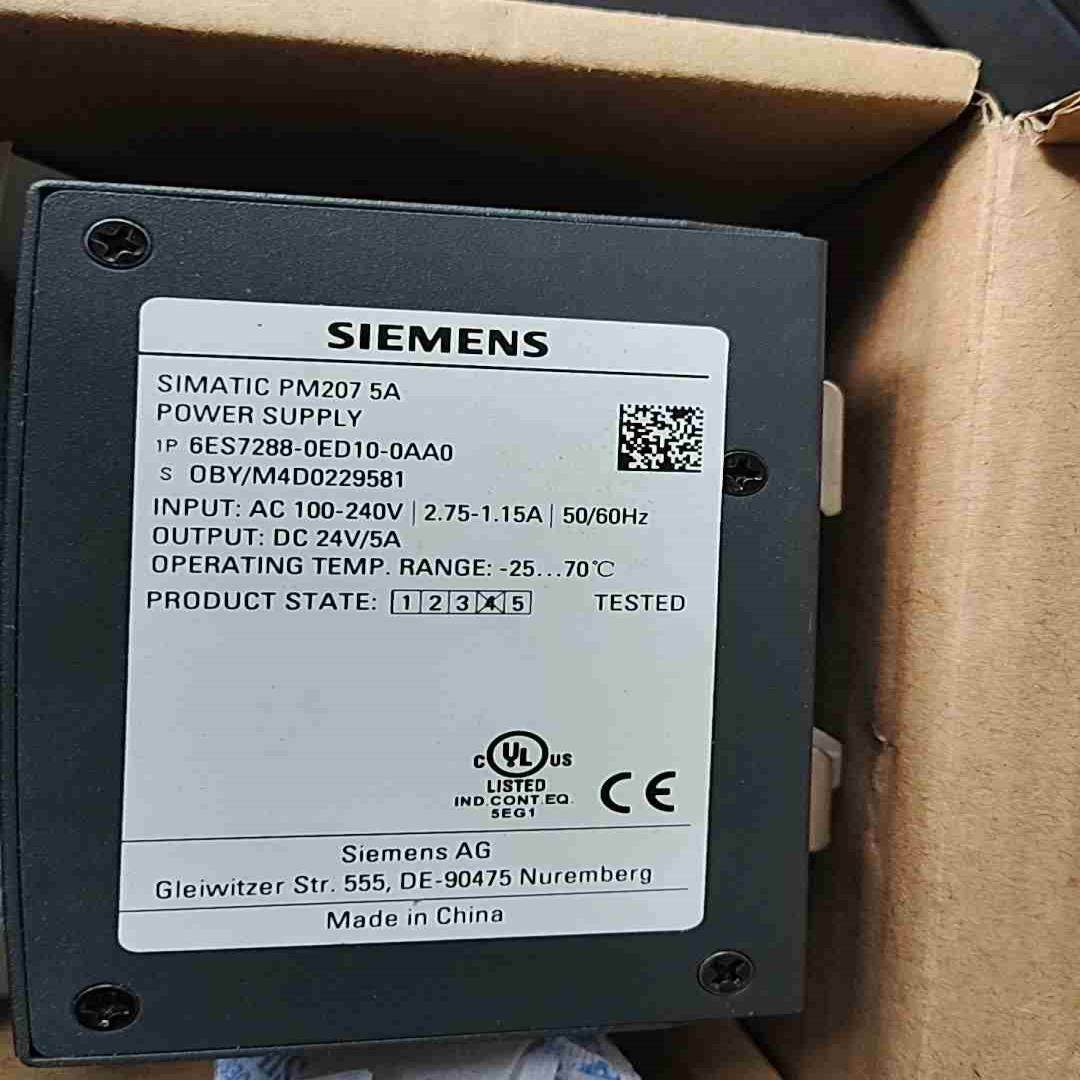 SIEMENS
SIMATIC PM207 5A
POWER SUPPLY
1P 6ES7288-0ED10-0AA0
S OBY/M4D0229581
INPUT: AC 100-240V | 2.75-1.15A | 50/60Hz
OUTPUT: DC 24V/5A
OPERATING TEMP. RANGE: -25...70℃
PRODUCT STATE: 1 2 3 4 5 TESTED
C UL US
LISTED
IND.CONT.EQ.
5EG1
CE
Siemens AG
Gleiwitzer Str. 555, DE-90475 Nuremberg
Made in China